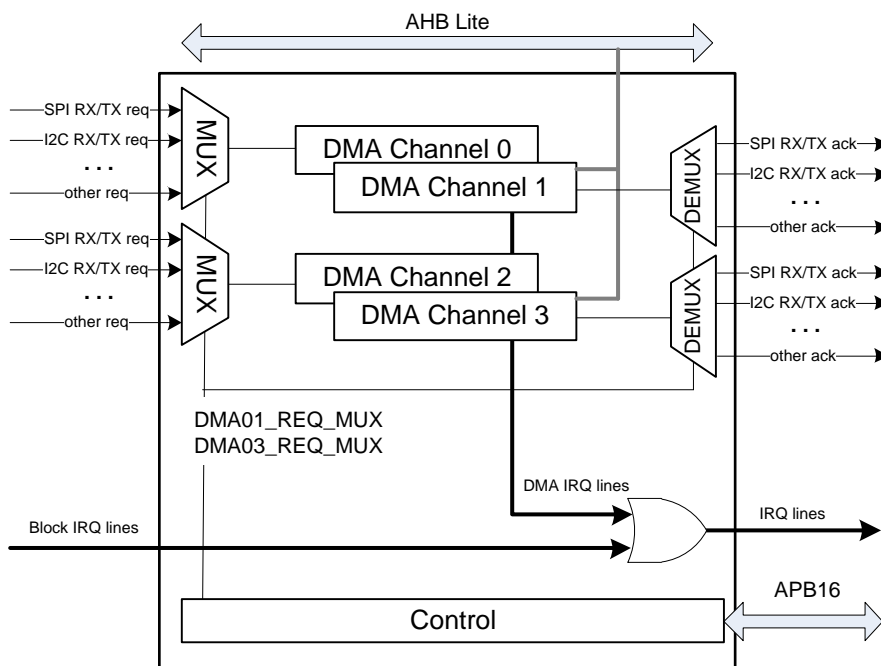 AHB Lite
SPI RX/TX req
I2C RX/TX req
. . .
other req
MUX
DMA Channel 0
DMA Channel 1
DEMUX
SPI RX/TX ack
I2C RX/TX ack
. . .
other ack
SPI RX/TX req
I2C RX/TX req
. . .
other req
MUX
DMA Channel 2
DMA Channel 3
DEMUX
SPI RX/TX ack
I2C RX/TX ack
. . .
other ack
DMA01_REQ_MUX
DMA03_REQ_MUX
DMA IRQ lines
Block IRQ lines
IRQ lines
APB16
Control